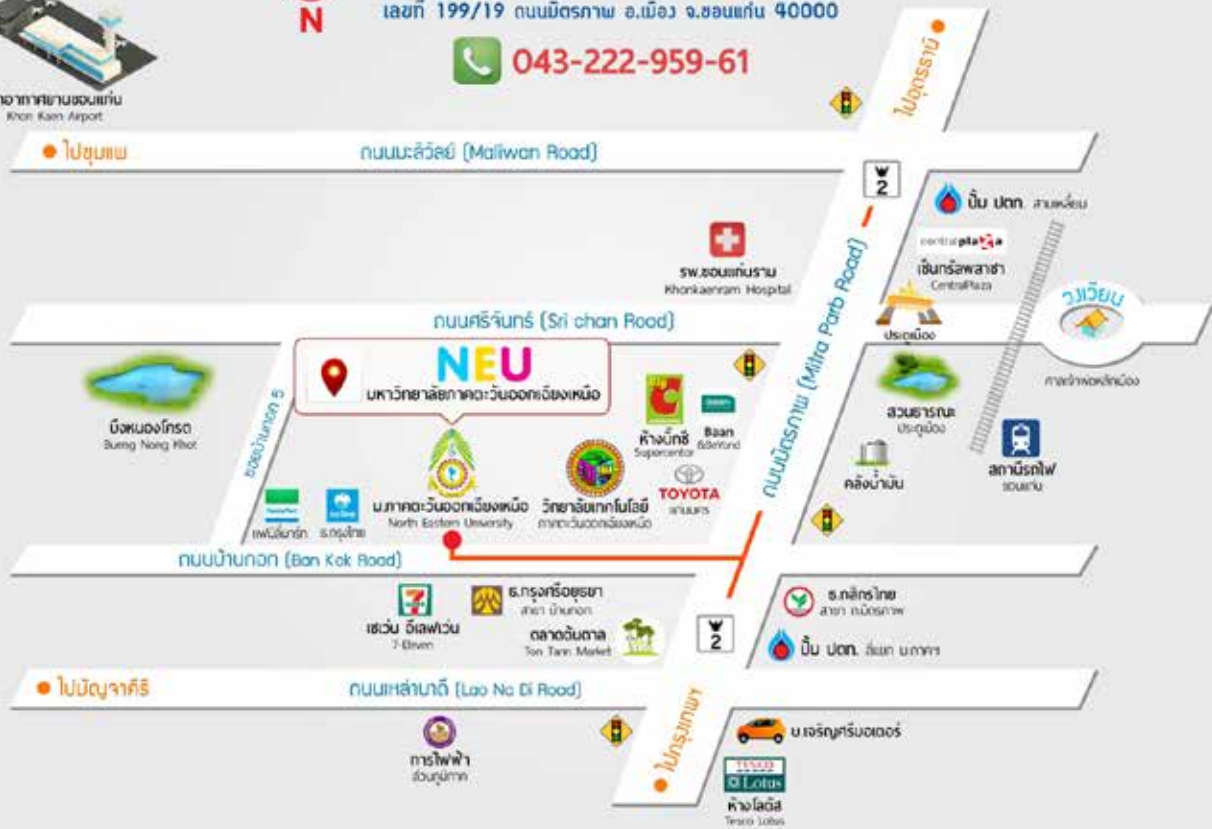 N
เลขที่ 199/19 ถนนมิตรภาพ อ.เมือง จ.ขอนแก่น 40000
043-222-959-61
Khon Kaen Airport
ไปอุดรธานี
ไปชุมแพ
ถนนมะลิวัลย์ (Maliwan Road)
2
ปั๊ม ปตท. สามเหลี่ยม
centralplaza
เซ็นทรัลพลาซา
CentralPlaza
รพ.ขอนแก่นราม
Khonkaenram Hospital
ถนนมิตรภาพ (Mitra Parb Road)
วงเวียน
ถนนศรีจันทร์ (Sri chan Road)
ประตูเมือง
ศาลเจ้าพ่อหลักเมือง
NEU
มหาวิทยาลัยภาคตะวันออกเฉียงเหนือ
บึงหนองโคตร
Bueng Nong Khot
ซอยบ้านกอก 5
ห้างบิ๊กซี
Supercenter
Baan
&BeYond
สวนธารณะ
ประตูเมือง
สถานีรถไฟ
ขอนแก่น
คลังน้ำมัน
TOYOTA
แก่นนคร
แฟมิลี่มาร์ท
ธ.กรุงไทย
ม.ภาคตะวันออกเฉียงเหนือ
North Eastern University
วิทยาลัยเทคโนโลยี
ภาคตะวันออกเฉียงเหนือ
ถนนบ้านกอก (Ban Kok Road)
7-Eleven
เซเว่น อีเลฟเว่น
ธ.กรุงศรีอยุธยา
สาขา บ้านกอก
ตลาดต้นตาล
Ton Tann Market
2
ธ.กสิกรไทย
สาขา ถ.มิตรภาพ
ปั๊ม ปตท. สี่แยก ม.ภาคฯ
ไปมัญจาคีรี
ถนนเหล่านาดี (Lao Na Di Road)
ไปกรุงเทพฯ
การไฟฟ้า
ส่วนภูมิภาค
บ.เจริญศรีมอเตอร์
TESCO
Lotus
ห้างโลตัส
Tesco Lotus